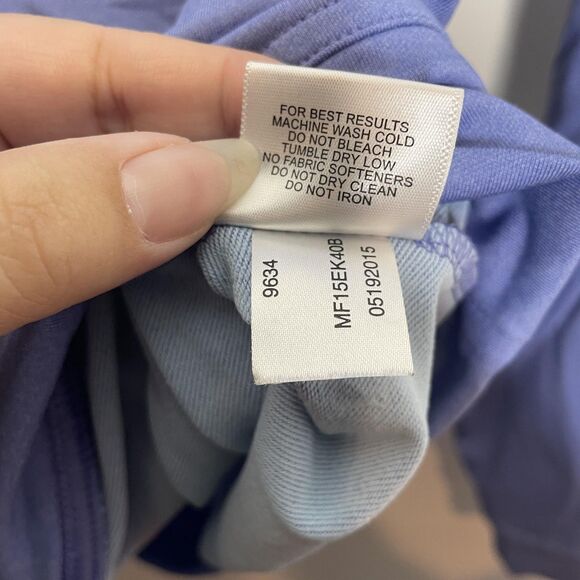 FOR BEST RESULTS
MACHINE WASH COLD
DO NOT BLEACH
TUMBLE DRY LOW
NO FABRIC SOFTENERS
DO NOT DRY CLEAN
DO NOT IRON
9634
MF15EK40B
05192015